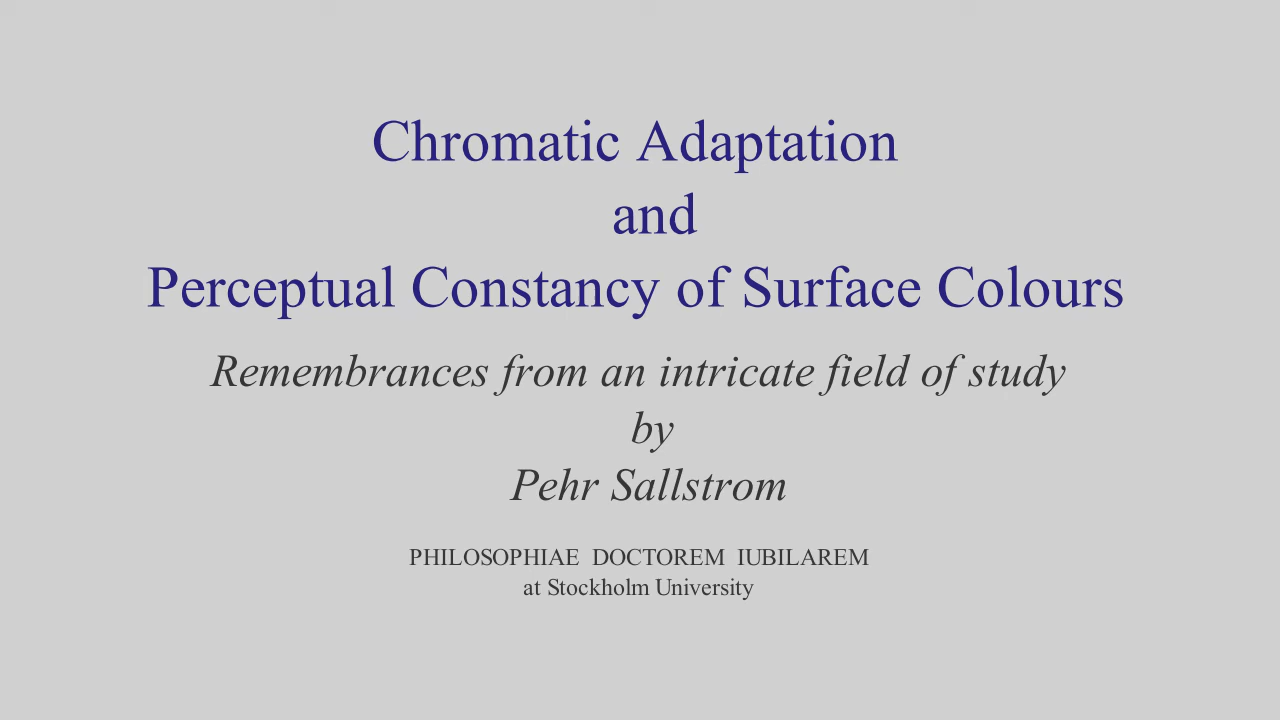 Chromatic Adaptation
and
Perceptual Constancy of Surface Colours
Remembrances from an intricate field of study
by
Pehr Sallstrom
PHILOSOPHIAE DOCTOREM IUBILAREM
at Stockholm University